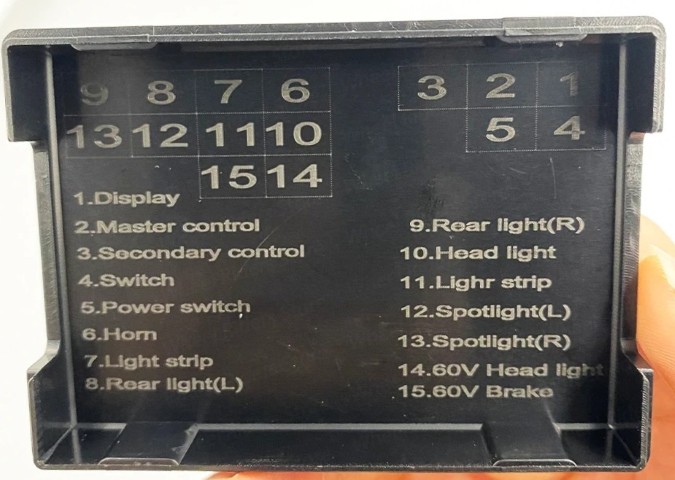 9 8 7 6 3 2 1
13 12 11 10 5 4
15 14
1.Display
2.Master control
3.Secondary control
4.Switch
5.Power switch
6.Horn
7.Light strip
8.Rear light(L)
9.Rear light(R)
10.Head light
11.Lighr strip
12.Spotlight(L)
13.Spotlight(R)
14.60V Head light
15.60V Brake